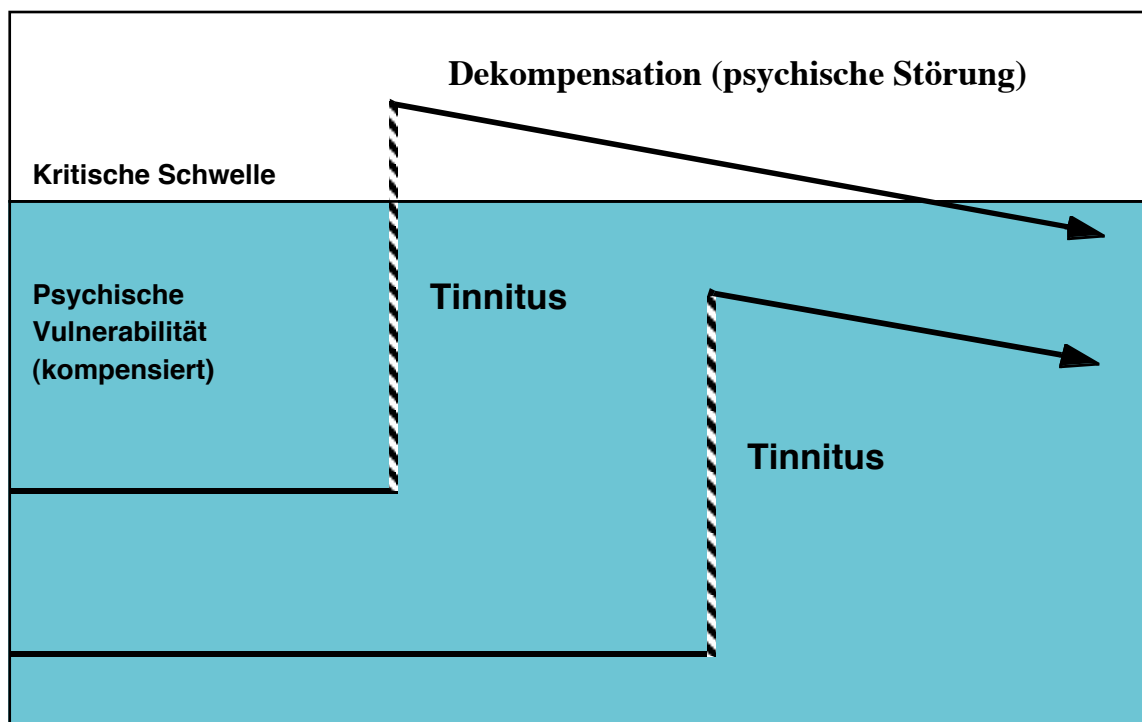 Dekompensation (psychische Störung)
Kritische Schwelle
Psychische
Vulnerabilität
(kompensiert)
Tinnitus
Tinnitus